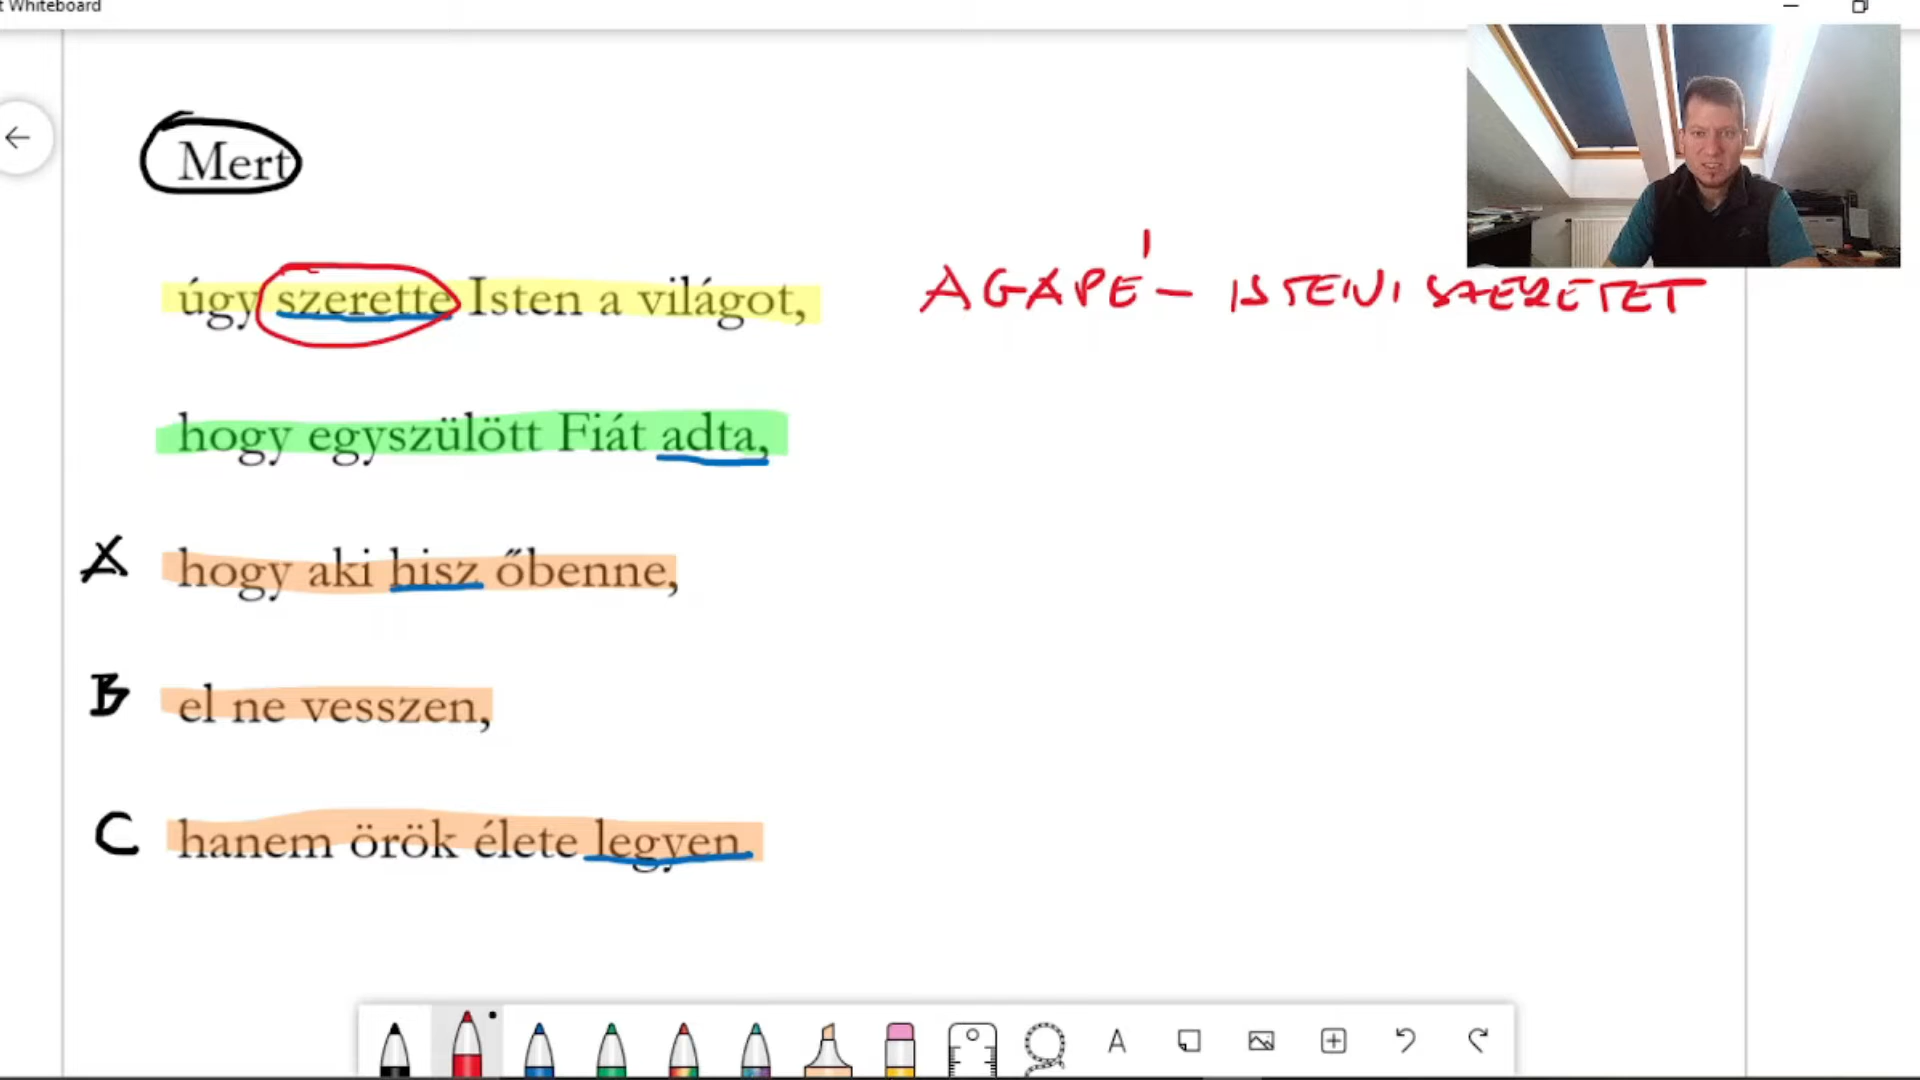 t Whiteboard
Mert
úgy szerette Isten a világot,
AGAPÉ - ISTENI SZERETET
hogy egyszülött Fiát adta,
A hogy aki hisz őbenne,
B el ne vesszen,
C hanem örök élete legyen.
A